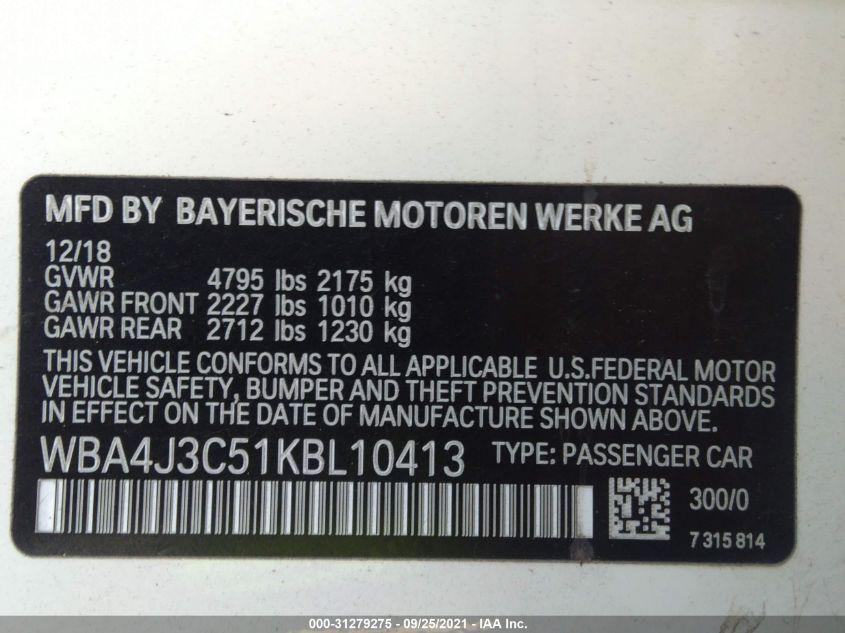 MFD BY BAYERISCHE MOTOREN WERKE AG
12/18
GVWR 4795 lbs 2175 kg
GAWR FRONT 2227 lbs 1010 kg
GAWR REAR 2712 lbs 1230 kg
THIS VEHICLE CONFORMS TO ALL APPLICABLE U.S.FEDERAL MOTOR
VEHICLE SAFETY, BUMPER AND THEFT PREVENTION STANDARDS
IN EFFECT ON THE DATE OF MANUFACTURE SHOWN ABOVE.
WBA4J3C51KBL10413 TYPE: PASSENGER CAR
300/0
7 315 814
000-31279275 - 09/25/2021 - IAA Inc.